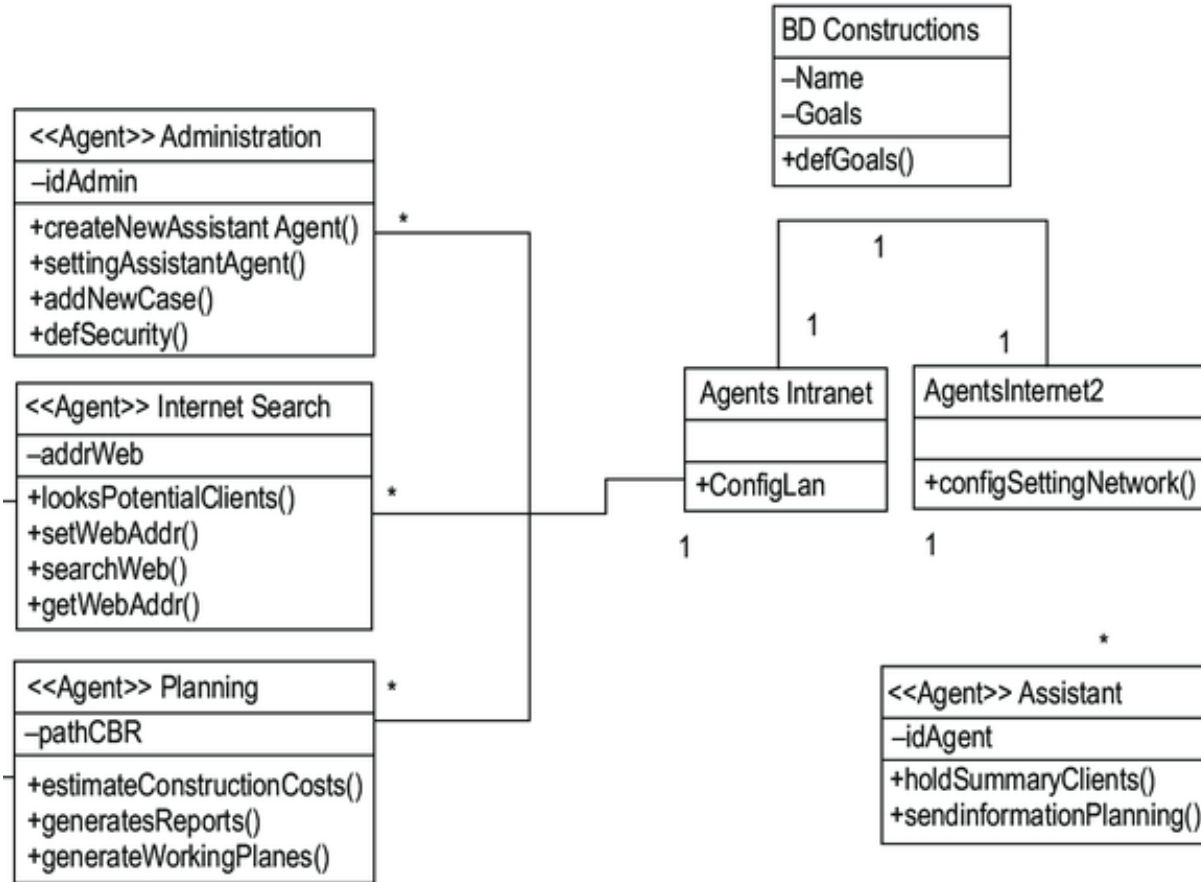 BD Constructions
–Name
–Goals
+defGoals()
<<Agent>> Administration
–idAdmin
+createNewAssistant Agent()
+settingAssistantAgent()
+addNewCase()
+defSecurity()
*
1
1
1
<<Agent>> Internet Search
–addrWeb
+looksPotentialClients()
+setWebAddr()
+searchWeb()
+getWebAddr()
*
Agents Intranet
+ConfigLan
1
AgentsInternet2
+configSettingNetwork()
1
<<Agent>> Planning
–pathCBR
+estimateConstructionCosts()
+generatesReports()
+generateWorkingPlanes()
*
*
<<Agent>> Assistant
–idAgent
+holdSummaryClients()
+sendinformationPlanning()